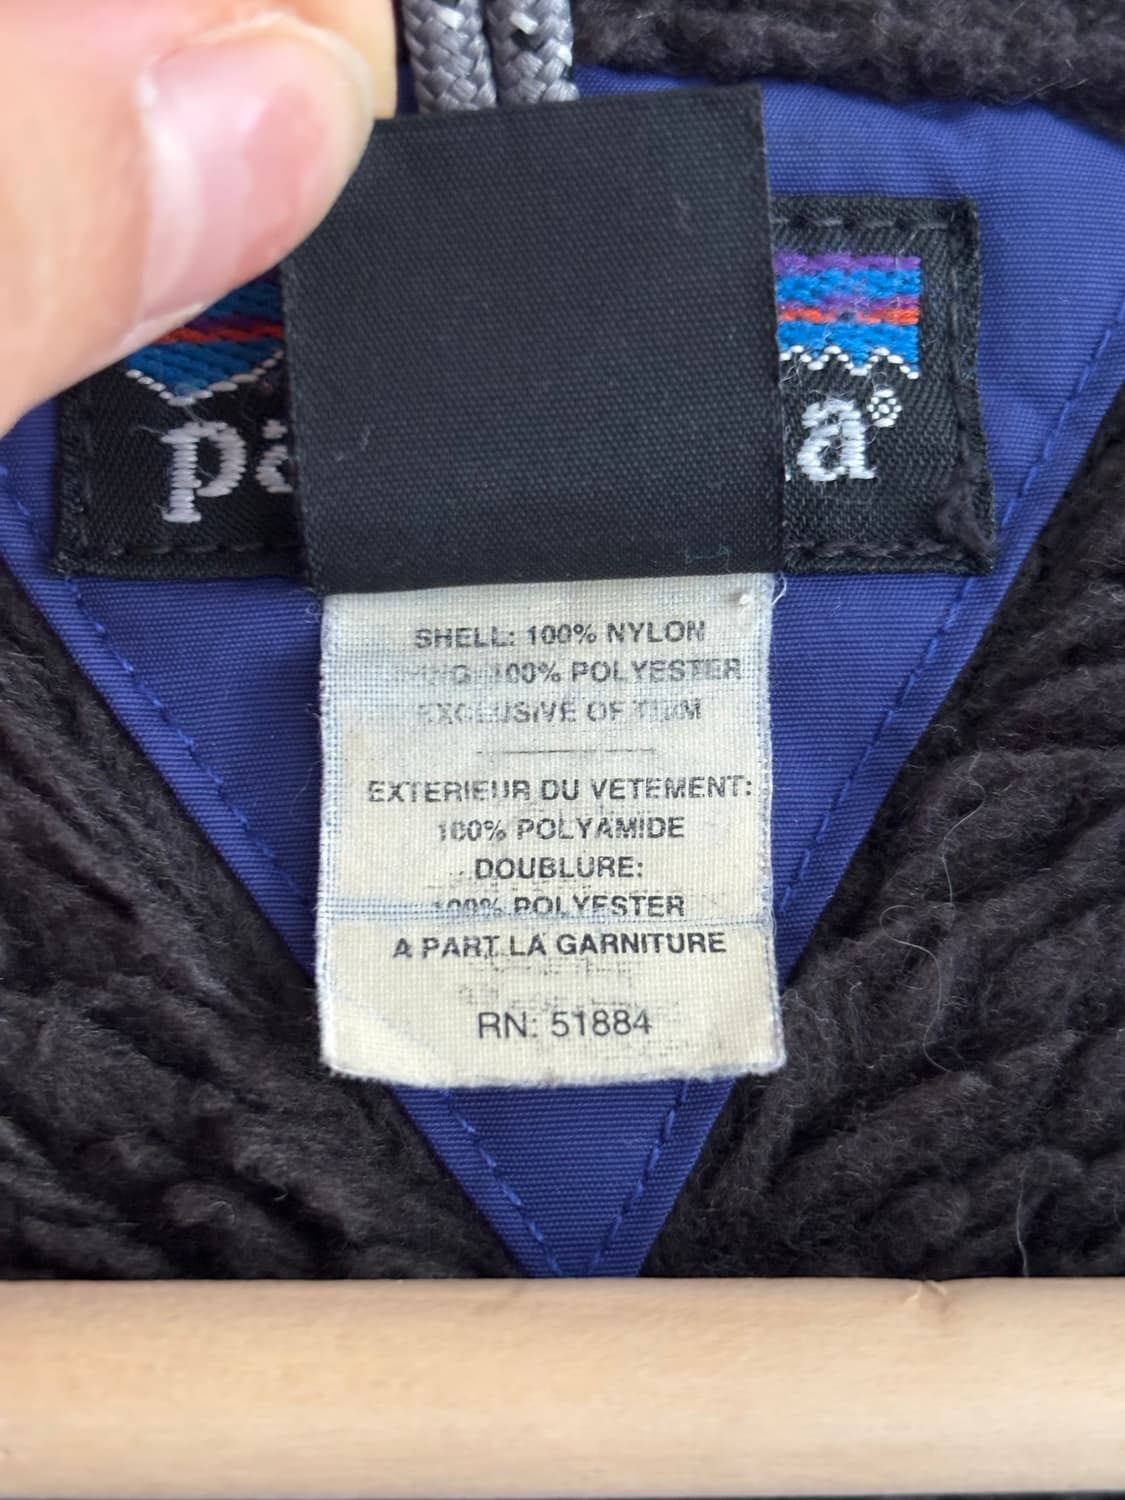 pa a®
SHELL: 100% NYLON
100% POLYESTER
EXCLUSIVE OF TRIM
EXTERIEUR DU VETEMENT:
100% POLYAMIDE
DOUBLURE:
100% POLYESTER
A PART LA GARNITURE
RN: 51884